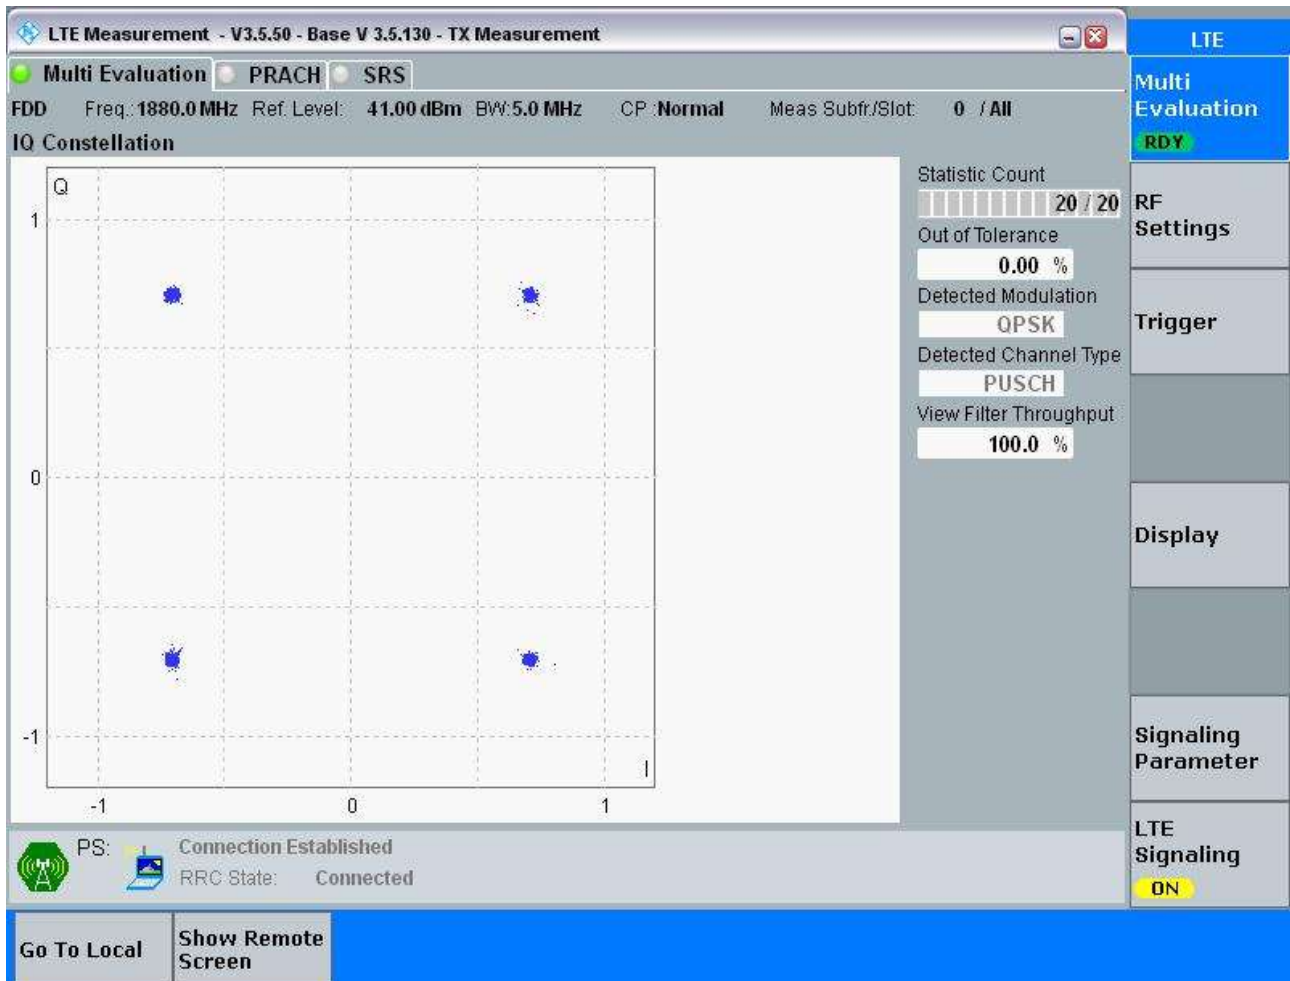 LTE Measurement - V3.5.50 - Base V 3.5.130 - TX Measurement
Multi Evaluation PRACH SRS
FDD Freq.:1880.0 MHz Ref. Level: 41.00 dBm BW:5.0 MHz CP :Normal Meas Subfr./Slot: 0 / All
IQ Constellation
Q
1
0
-1
I
-1 0 1
Statistic Count
20 / 20
Out of Tolerance
0.00 %
Detected Modulation
QPSK
Detected Channel Type
PUSCH
View Filter Throughput
100.0 %
PS: Connection Established
RRC State: Connected
LTE
Multi
Evaluation
RDY
RF
Settings
Trigger
Display
Signaling
Parameter
LTE
Signaling
ON
Go To Local
Show Remote
Screen